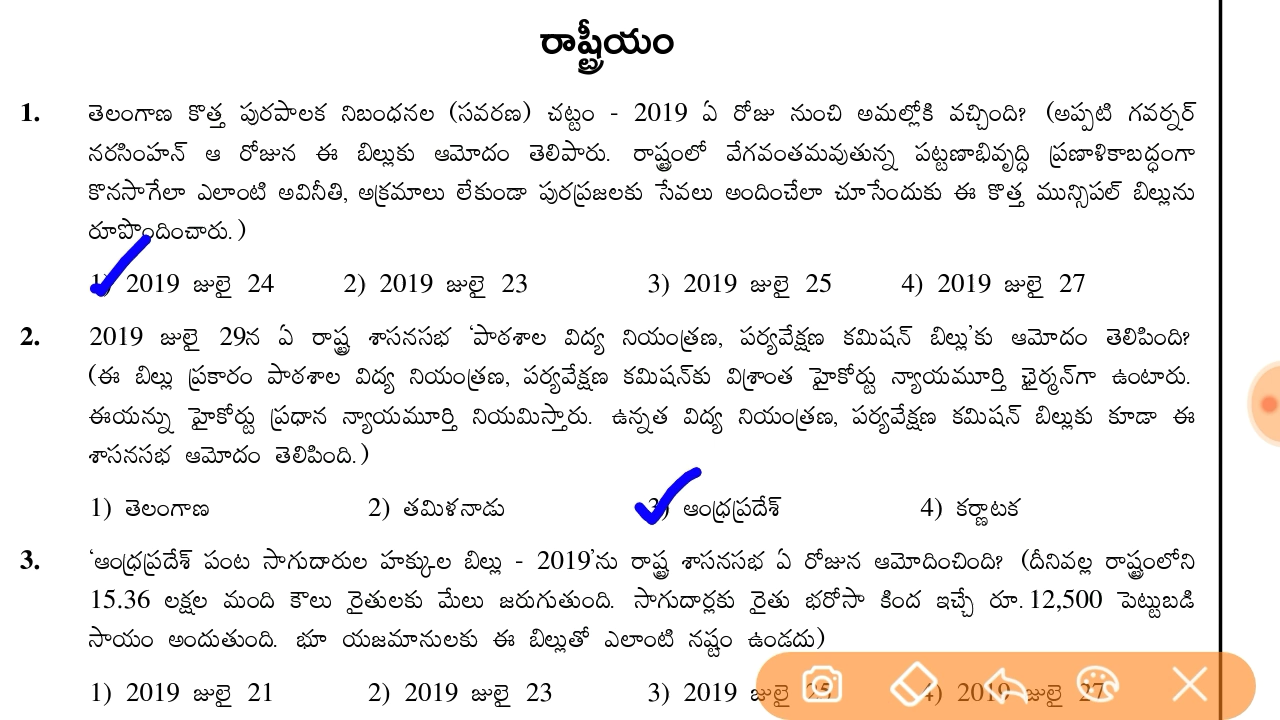 రాష్ట్రీయం
1. తెలంగాణ కొత్త పురపాలక నిబంధనల (సవరణ) చట్టం - 2019 ఏ రోజు నుంచి అమల్లోకి వచ్చింది? (అప్పటి గవర్నర్
నరసింహన్ ఆ రోజున ఈ బిల్లుకు ఆమోదం తెలిపారు. రాష్ట్రంలో వేగవంతమవుతున్న పట్టణాభివృద్ధి ప్రణాళికాబద్ధంగా
కొనసాగేలా ఎలాంటి అవినీతి, అక్రమాలు లేకుండా పురప్రజలకు సేవలు అందించేలా చూసేందుకు ఈ కొత్త మున్సిపల్ బిల్లును
రూపొందించారు.)
1) 2019 జులై 24 2) 2019 జులై 23 3) 2019 జులై 25 4) 2019 జులై 27
2. 2019 జులై 29న ఏ రాష్ట్ర శాసనసభ ‘పాఠశాల విద్య నియంత్రణ, పర్యవేక్షణ కమిషన్ బిల్లు’కు ఆమోదం తెలిపింది?
(ఈ బిల్లు ప్రకారం పాఠశాల విద్య నియంత్రణ, పర్యవేక్షణ కమిషన్‌కు విశ్రాంత హైకోర్టు న్యాయమూర్తి ఛైర్మన్‌గా ఉంటారు.
ఈయన్ను హైకోర్టు ప్రధాన న్యాయమూర్తి నియమిస్తారు. ఉన్నత విద్య నియంత్రణ, పర్యవేక్షణ కమిషన్ బిల్లుకు కూడా ఈ
శాసనసభ ఆమోదం తెలిపింది.)
1) తెలంగాణ 2) తమిళనాడు 3) ఆంధ్రప్రదేశ్ 4) కర్ణాటక
3. ‘ఆంధ్రప్రదేశ్ పంట సాగుదారుల హక్కుల బిల్లు - 2019’ను రాష్ట్ర శాసనసభ ఏ రోజున ఆమోదించింది? (దీనివల్ల రాష్ట్రంలోని
15.36 లక్షల మంది కౌలు రైతులకు మేలు జరుగుతుంది. సాగుదార్లకు రైతు భరోసా కింద ఇచ్చే రూ. 12,500 పెట్టుబడి
సాయం అందుతుంది. భూ యజమానులకు ఈ బిల్లుతో ఎలాంటి నష్టం ఉండదు)
1) 2019 జులై 21 2) 2019 జులై 23 3) 2019 జులై 25 4) 2019 జులై 27